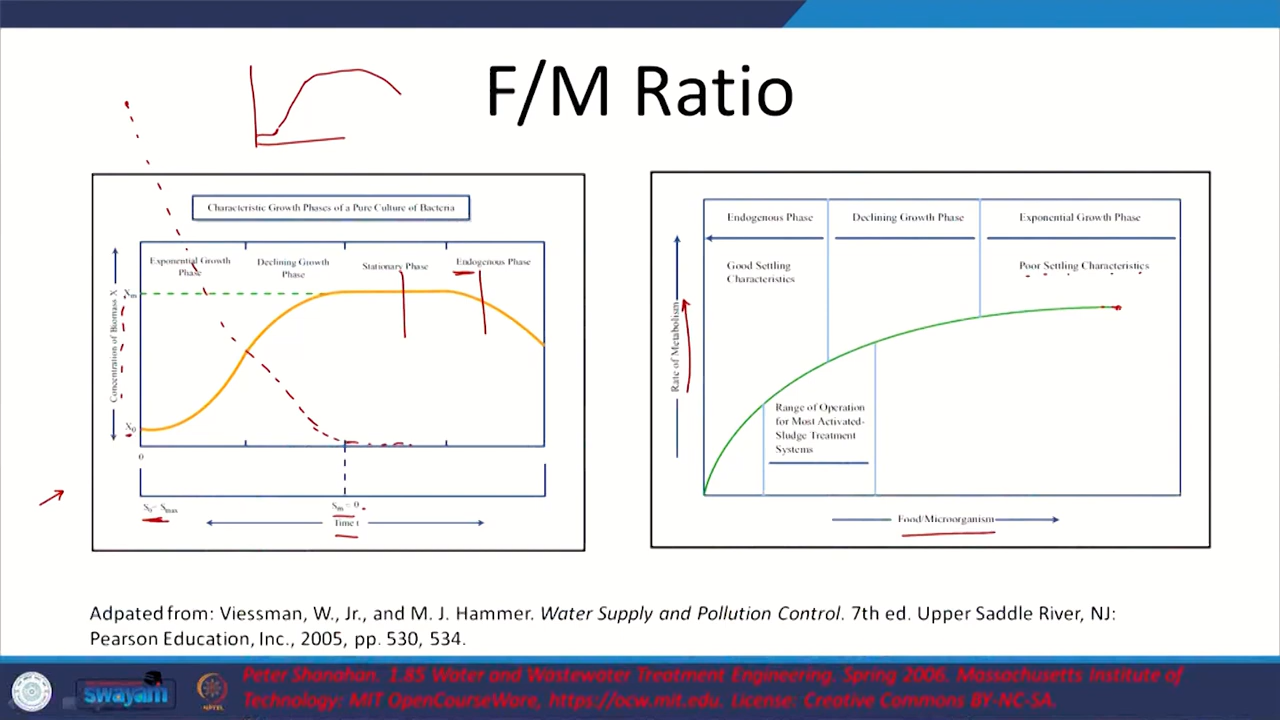 F/M Ratio
Characteristic Growth Phases of a Pure Culture of Bacteria
Exponential Growth
Phase
Declining Growth
Phase
Stationary Phase
Endogenous Phase
Concentration of Biomass X
Xm
X0
0
S0= Smax
Sm = 0
Time t
Endogenous Phase
Declining Growth Phase
Exponential Growth Phase
Good Settling
Characteristics
Poor Settling Characteristics
Rate of Metabolism
Range of Operation
for Most Activated-
Sludge Treatment
Systems
Food/Microorganism
Adpated from: Viessman, W., Jr., and M. J. Hammer. Water Supply and Pollution Control. 7th ed. Upper Saddle River, NJ:
Pearson Education, Inc., 2005, pp. 530, 534.
Peter Shanahan. 1.85 Water and Wastewater Treatment Engineering. Spring 2006. Massachusetts Institute of
Technology: MIT OpenCourseWare, https://ocw.mit.edu. License: Creative Commons BY-NC-SA.
swayam
NPTEL